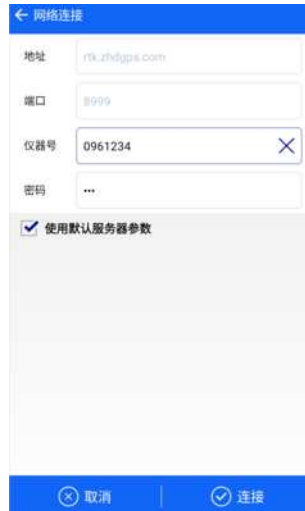 网络连接
地址 rtk.zhdgps.com
端口 8999
仪器号 0961234
密码 •••
使用默认服务器参数
取消 连接